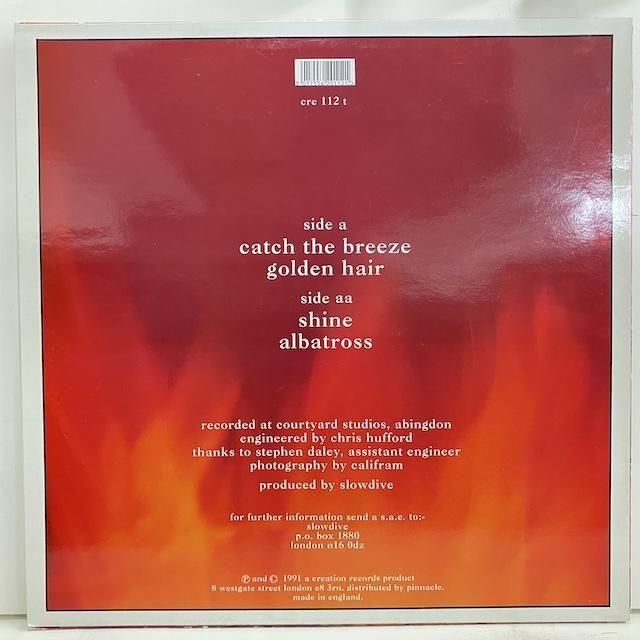 cre 112 t
side a
catch the breeze
golden hair
side aa
shine
albatross
recorded at courtyard studios, abingdon
engineered by chris hufford
thanks to stephen daley, assistant engineer
photography by califram
produced by slowdive
for further information send a s.a.e. to:-
slowdive
p.o. box 1880
london n16 0dz
℗ and © 1991 a creation records product
8 westgate street london e8 3rn. distributed by pinnacle.
made in england.